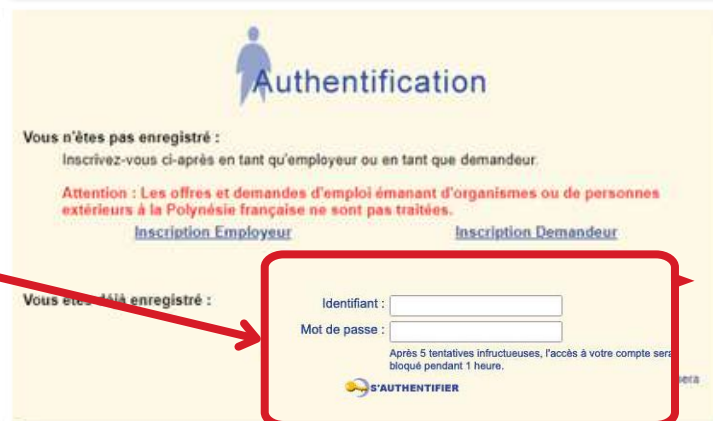 Authentification
Vous n'êtes pas enregistré :
Inscrivez-vous ci-après en tant qu'employeur ou en tant que demandeur.
Attention : Les offres et demandes d'emploi émanant d'organismes ou de personnes
extérieurs à la Polynésie française ne sont pas traitées.
Inscription Employeur Inscription Demandeur
Vous êtes déjà enregistré : Identifiant :
Mot de passe :
Après 5 tentatives infructueuses, l'accès à votre compte sera
bloqué pendant 1 heure.
S'AUTHENTIFIER